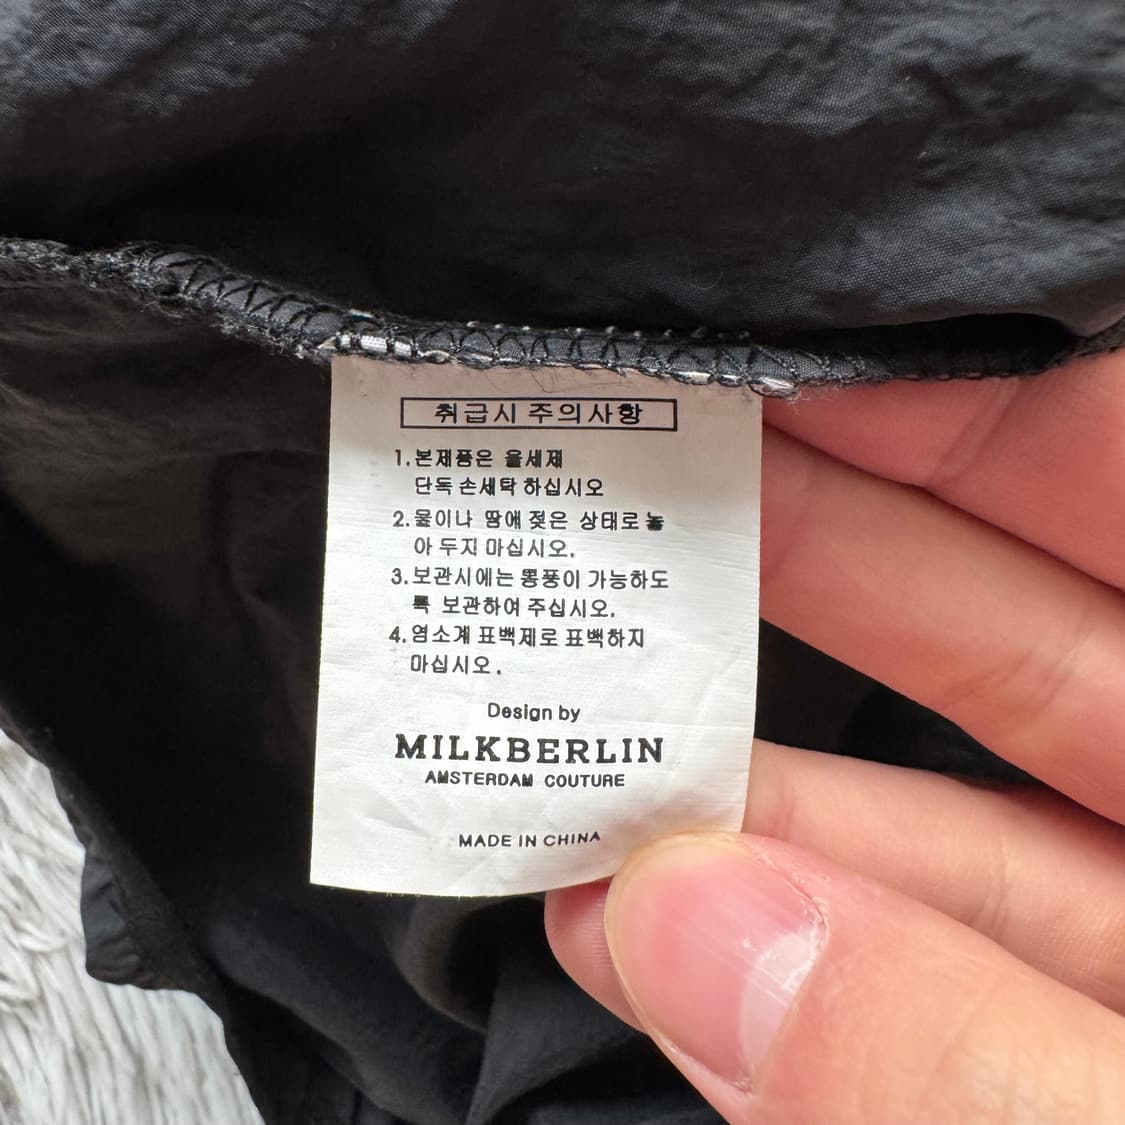 취급시 주의사항
1. 본제품은 울세제
단독 손세탁 하십시오
2. 물이나 땀에 젖은 상태로 놓
아 두지 마십시오.
3. 보관시에는 통풍이 가능하도
록 보관하여 주십시오.
4. 염소계 표백제로 표백하지
마십시오.
Design by
MILKBERLIN
AMSTERDAM COUTURE
MADE IN CHINA